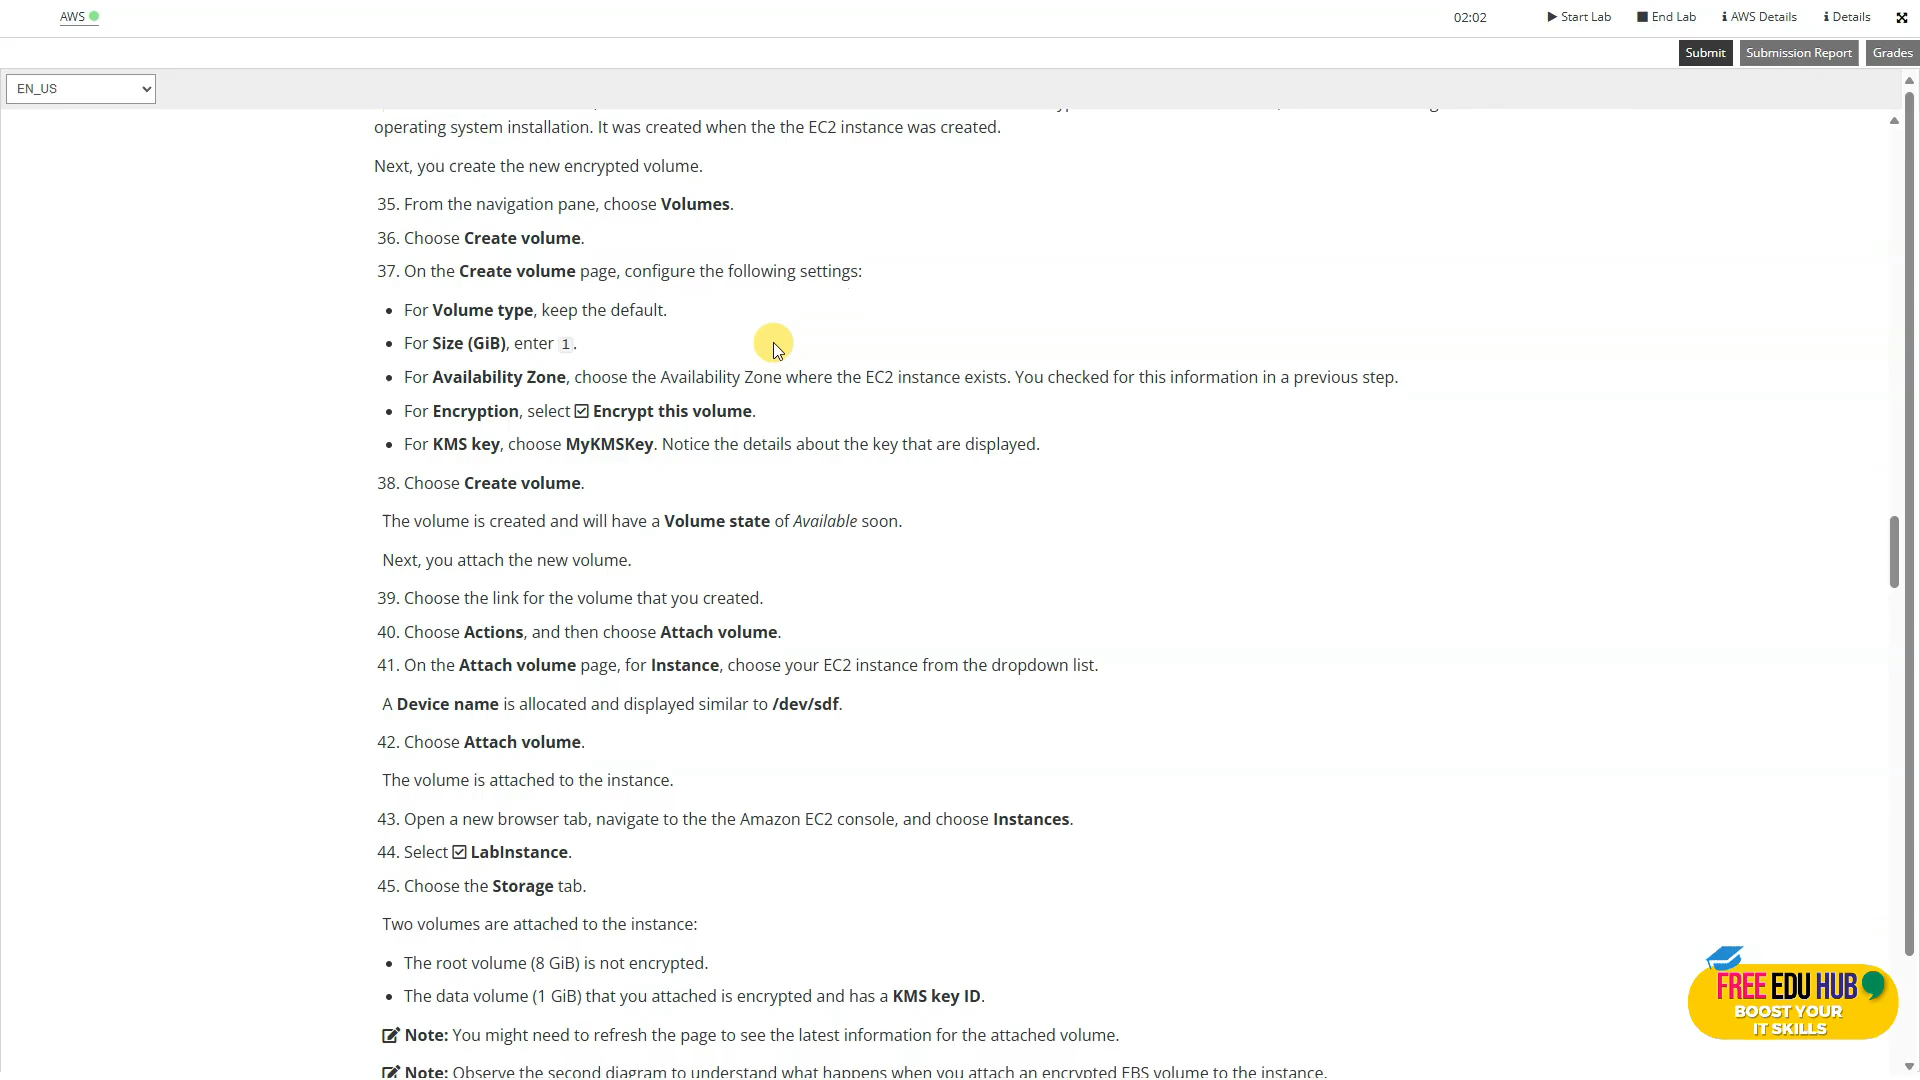 AWS
02:02
Start Lab
End Lab
AWS Details
Details
Submit
Submission Report
Grades
EN_US
operating system installation. It was created when the the EC2 instance was created.
Next, you create the new encrypted volume.
35. From the navigation pane, choose Volumes.
36. Choose Create volume.
37. On the Create volume page, configure the following settings:
• For Volume type, keep the default.
• For Size (GiB), enter 1.
• For Availability Zone, choose the Availability Zone where the EC2 instance exists. You checked for this information in a previous step.
• For Encryption, select ☑ Encrypt this volume.
• For KMS key, choose MyKMSKey. Notice the details about the key that are displayed.
38. Choose Create volume.
The volume is created and will have a Volume state of Available soon.
Next, you attach the new volume.
39. Choose the link for the volume that you created.
40. Choose Actions, and then choose Attach volume.
41. On the Attach volume page, for Instance, choose your EC2 instance from the dropdown list.
A Device name is allocated and displayed similar to /dev/sdf.
42. Choose Attach volume.
The volume is attached to the instance.
43. Open a new browser tab, navigate to the the Amazon EC2 console, and choose Instances.
44. Select ☑ LabInstance.
45. Choose the Storage tab.
Two volumes are attached to the instance:
• The root volume (8 GiB) is not encrypted.
• The data volume (1 GiB) that you attached is encrypted and has a KMS key ID.
Note: You might need to refresh the page to see the latest information for the attached volume.
Note: Observe the second diagram to understand what happens when you attach an encrypted EBS volume to the instance.
FREE EDU HUB
BOOST YOUR
IT SKILLS